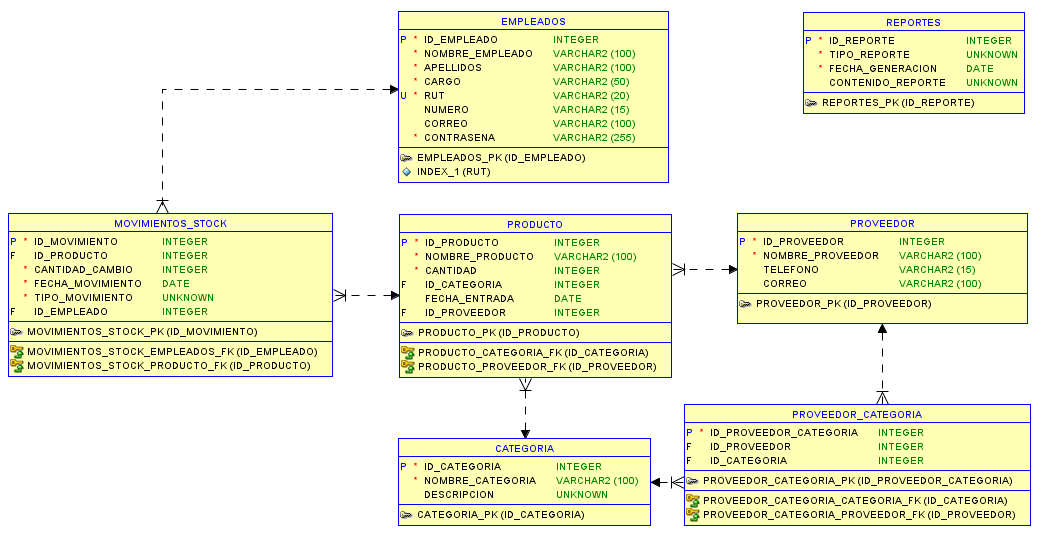 EMPLEADOS
P * ID_EMPLEADO INTEGER
* NOMBRE_EMPLEADO VARCHAR2 (100)
* APELLIDOS VARCHAR2 (100)
* CARGO VARCHAR2 (50)
U * RUT VARCHAR2 (20)
NUMERO VARCHAR2 (15)
CORREO VARCHAR2 (100)
* CONTRASENA VARCHAR2 (255)
EMPLEADOS_PK (ID_EMPLEADO)
INDEX_1 (RUT)
REPORTES
P * ID_REPORTE INTEGER
* TIPO_REPORTE UNKNOWN
* FECHA_GENERACION DATE
CONTENIDO_REPORTE UNKNOWN
REPORTES_PK (ID_REPORTE)
MOVIMIENTOS_STOCK
P * ID_MOVIMIENTO INTEGER
F ID_PRODUCTO INTEGER
* CANTIDAD_CAMBIO INTEGER
* FECHA_MOVIMIENTO DATE
* TIPO_MOVIMIENTO UNKNOWN
F ID_EMPLEADO INTEGER
MOVIMIENTOS_STOCK_PK (ID_MOVIMIENTO)
MOVIMIENTOS_STOCK_EMPLEADOS_FK (ID_EMPLEADO)
MOVIMIENTOS_STOCK_PRODUCTO_FK (ID_PRODUCTO)
PRODUCTO
P * ID_PRODUCTO INTEGER
* NOMBRE_PRODUCTO VARCHAR2 (100)
* CANTIDAD INTEGER
F ID_CATEGORIA INTEGER
FECHA_ENTRADA DATE
F ID_PROVEEDOR INTEGER
PRODUCTO_PK (ID_PRODUCTO)
PRODUCTO_CATEGORIA_FK (ID_CATEGORIA)
PRODUCTO_PROVEEDOR_FK (ID_PROVEEDOR)
PROVEEDOR
P * ID_PROVEEDOR INTEGER
* NOMBRE_PROVEEDOR VARCHAR2 (100)
TELEFONO VARCHAR2 (15)
CORREO VARCHAR2 (100)
PROVEEDOR_PK (ID_PROVEEDOR)
CATEGORIA
P * ID_CATEGORIA INTEGER
* NOMBRE_CATEGORIA VARCHAR2 (100)
DESCRIPCION UNKNOWN
CATEGORIA_PK (ID_CATEGORIA)
PROVEEDOR_CATEGORIA
P * ID_PROVEEDOR_CATEGORIA INTEGER
F ID_PROVEEDOR INTEGER
F ID_CATEGORIA INTEGER
PROVEEDOR_CATEGORIA_PK (ID_PROVEEDOR_CATEGORIA)
PROVEEDOR_CATEGORIA_CATEGORIA_FK (ID_CATEGORIA)
PROVEEDOR_CATEGORIA_PROVEEDOR_FK (ID_PROVEEDOR)